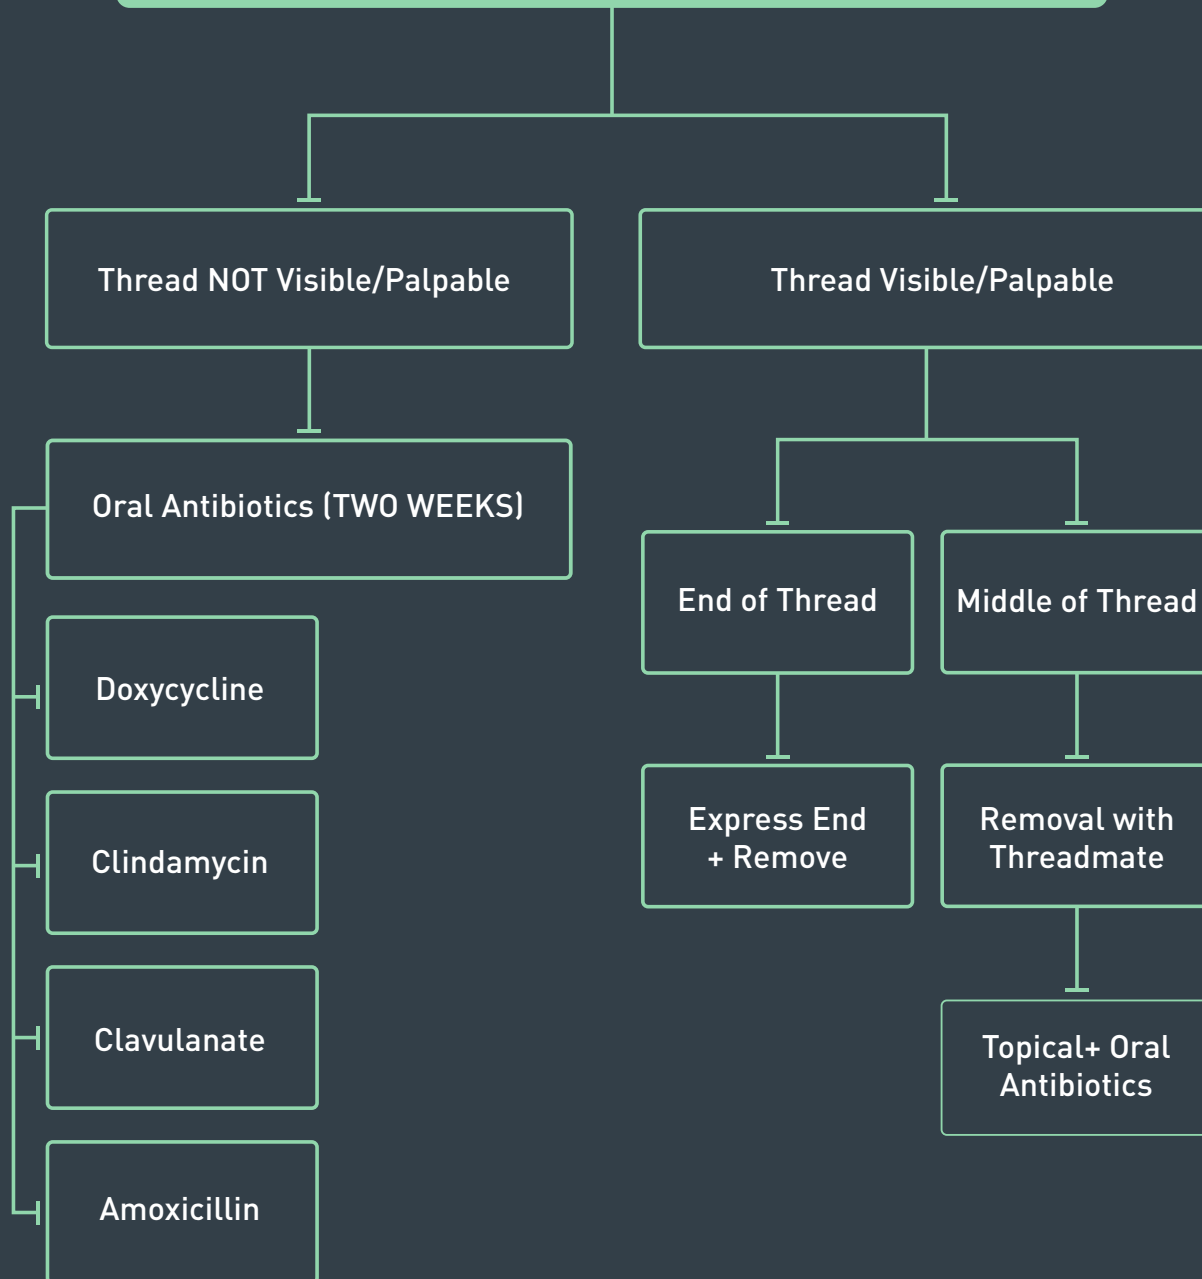 Thread NOT Visible/Palpable
Thread Visible/Palpable
Oral Antibiotics (TWO WEEKS)
Doxycycline
Clindamycin
Clavulanate
Amoxicillin
End of Thread
Middle of Thread
Express End
+ Remove
Removal with
Threadmate
Topical+ Oral
Antibiotics